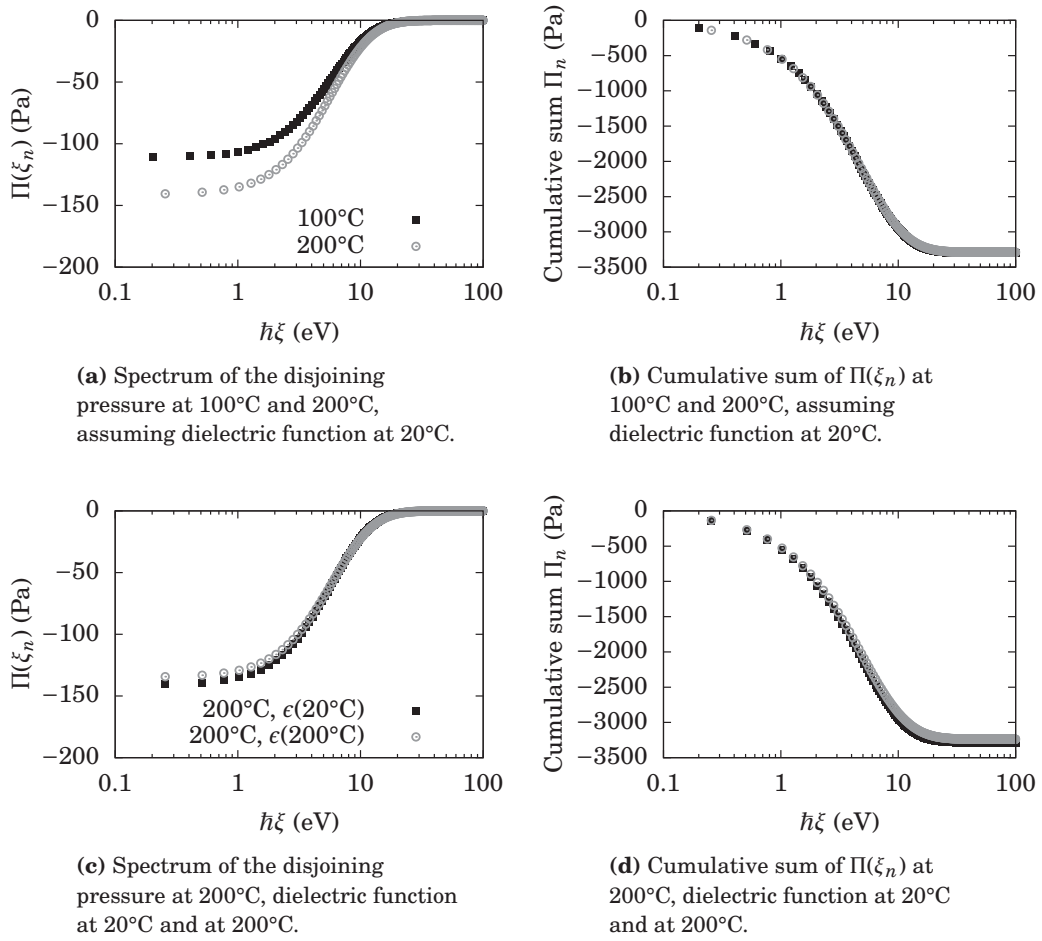 0
−50
−100
−150
−200
Π(ξn) (Pa)
100°C
200°C
0.1 1 10 100
ħξ (eV)
(a) Spectrum of the disjoining
pressure at 100°C and 200°C,
assuming dielectric function at 20°C.
0
−500
−1000
−1500
−2000
−2500
−3000
−3500
Cumulative sum Πn (Pa)
0.1 1 10 100
ħξ (eV)
(b) Cumulative sum of Π(ξn) at
100°C and 200°C, assuming
dielectric function at 20°C.
0
−50
−100
−150
−200
Π(ξn) (Pa)
200°C, ϵ(20°C)
200°C, ϵ(200°C)
0.1 1 10 100
ħξ (eV)
(c) Spectrum of the disjoining
pressure at 200°C, dielectric function
at 20°C and at 200°C.
0
−500
−1000
−1500
−2000
−2500
−3000
−3500
Cumulative sum Πn (Pa)
0.1 1 10 100
ħξ (eV)
(d) Cumulative sum of Π(ξn) at
200°C, dielectric function at 20°C
and at 200°C.